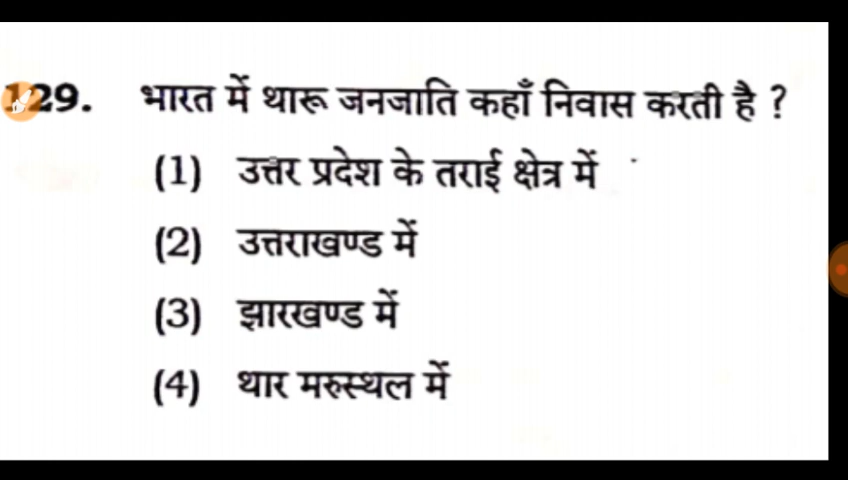 129. भारत में थारू जनजाति कहाँ निवास करती है ?
(1) उत्तर प्रदेश के तराई क्षेत्र में
(2) उत्तराखण्ड में
(3) झारखण्ड में
(4) थार मरुस्थल में